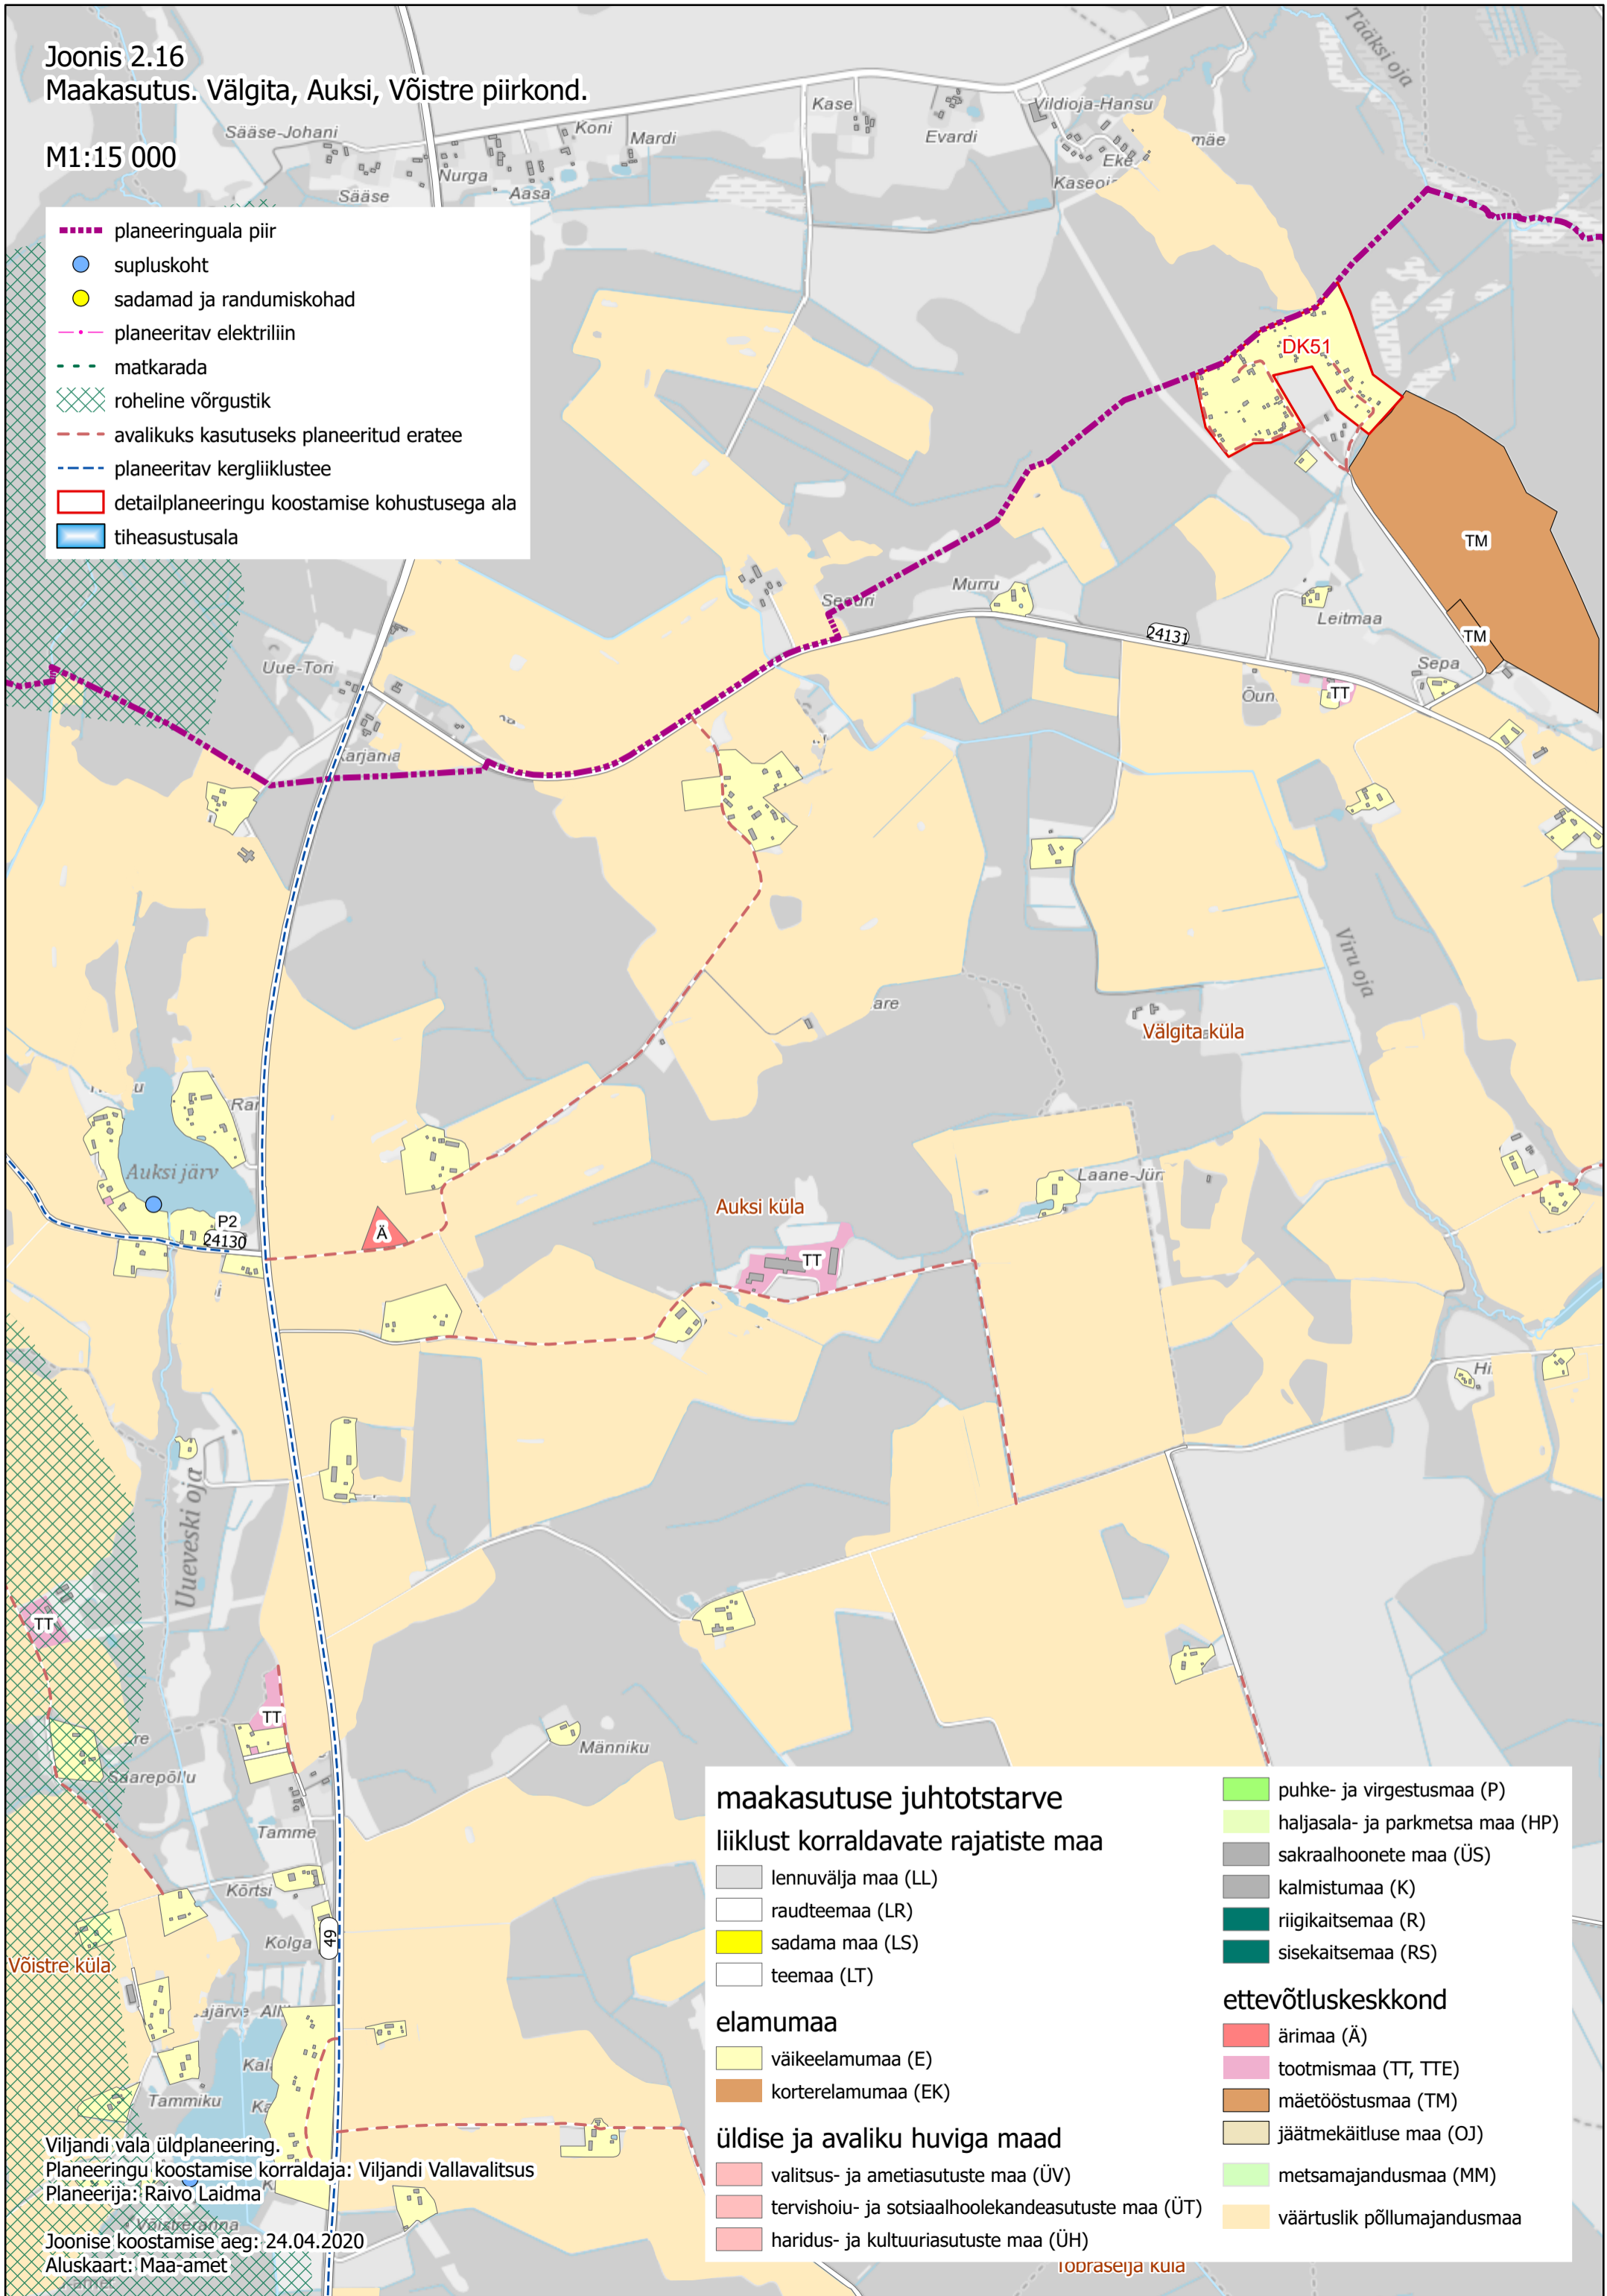 Joonis 2.16
Maakasutus. Välgita, Auksi, Võistre piirkond.
M1:15 000
planeeringuala piir
supluskoht
sadamad ja randumiskohad
planeeritav elektriliin
matkarada
roheline võrgustik
avalikuks kasutuseks planeeritud eratee
planeeritav kergliiklustee
detailplaneeringu koostamise kohustusega ala
tiheasustusala
Tääksi oja
Sääse-Johani
Koni
Mardi
Kase
Evardi
Vildioja-Hansu
Nurga
Aasa
Sääse
DK51
TM
Murru
24131
Leitmaa
TM
Sepa
Uue-Tori
TT
Viru oja
Välgita küla
Auksi järv
P2
24130
Ä
Auksi küla
TT
Uueveski oja
TT
TT
Saarepõllu
Männiku
Tamme
Kõrtsi
Kolga
49
Võistre küla
Tammiku
Võistreranna
Tobraselja küla
Viljandi vala üldplaneering.
Planeeringu koostamise korraldaja: Viljandi Vallavalitsus
Planeerija: Raivo Laidma
Joonise koostamise aeg: 24.04.2020
Aluskaart: Maa-amet
maakasutuse juhtotstarve
liiklust korraldavate rajatiste maa
lennuvälja maa (LL)
raudteemaa (LR)
sadama maa (LS)
teemaa (LT)
elamumaa
väikeelamumaa (E)
korterelamumaa (EK)
üldise ja avaliku huviga maad
valitsus- ja ametiasutuste maa (ÜV)
tervishoiu- ja sotsiaalhoolekandeasutuste maa (ÜT)
haridus- ja kultuuriasutuste maa (ÜH)
puhke- ja virgestusmaa (P)
haljasala- ja parkmetsa maa (HP)
sakraalhoonete maa (ÜS)
kalmistumaa (K)
riigikaitsemaa (R)
sisekaitsemaa (RS)
ettevõtluskeskkond
ärimaa (Ä)
tootmismaa (TT, TTE)
mäetööstusmaa (TM)
jäätmekäitluse maa (OJ)
metsamajandusmaa (MM)
väärtuslik põllumajandusmaa